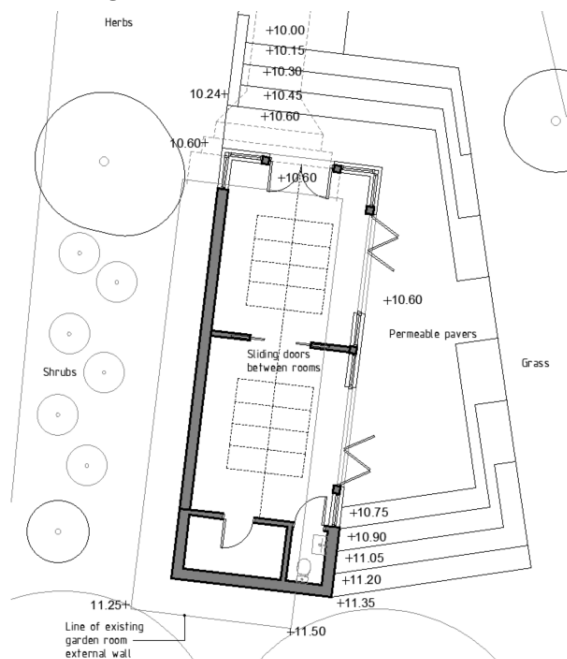 Herbs
+10.00
+10.15
+10.30
10.24+
+10.45
+10.60
10.60+
+10.60
+10.60
Permeable pavers
Sliding doors
between rooms
Grass
Shrubs
+10.75
+10.90
+11.05
+11.20
11.25+
+11.35
Line of existing
garden room
external wall
+11.50